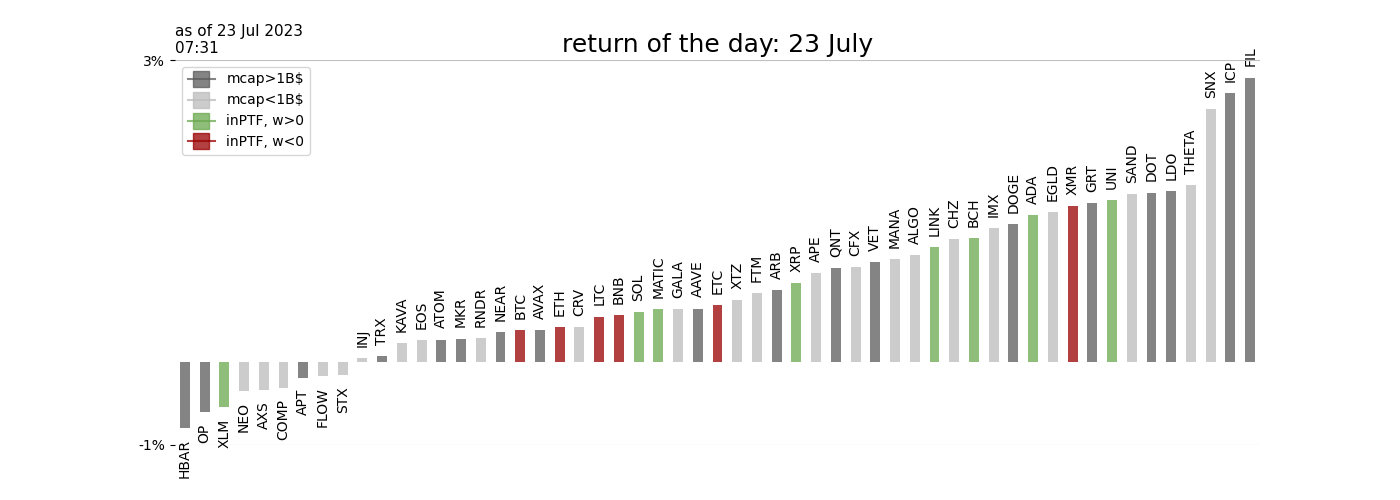 as of 23 Jul 2023
07:31
return of the day: 23 July
3%
mcap>1B$
mcap<1B$
inPTF, w>0
inPTF, w<0
-1%
HBAR
OP
XLM
NEO
AXS
COMP
APT
FLOW
STX
INJ
TRX
KAVA
EOS
ATOM
MKR
RNDR
NEAR
BTC
AVAX
ETH
CRV
LTC
BNB
SOL
MATIC
GALA
AAVE
ETC
XTZ
FTM
ARB
XRP
APE
QNT
CFX
VET
MANA
ALGO
LINK
CHZ
BCH
IMX
DOGE
ADA
EGLD
XMR
GRT
UNI
SAND
DOT
LDO
THETA
SNX
ICP
FIL